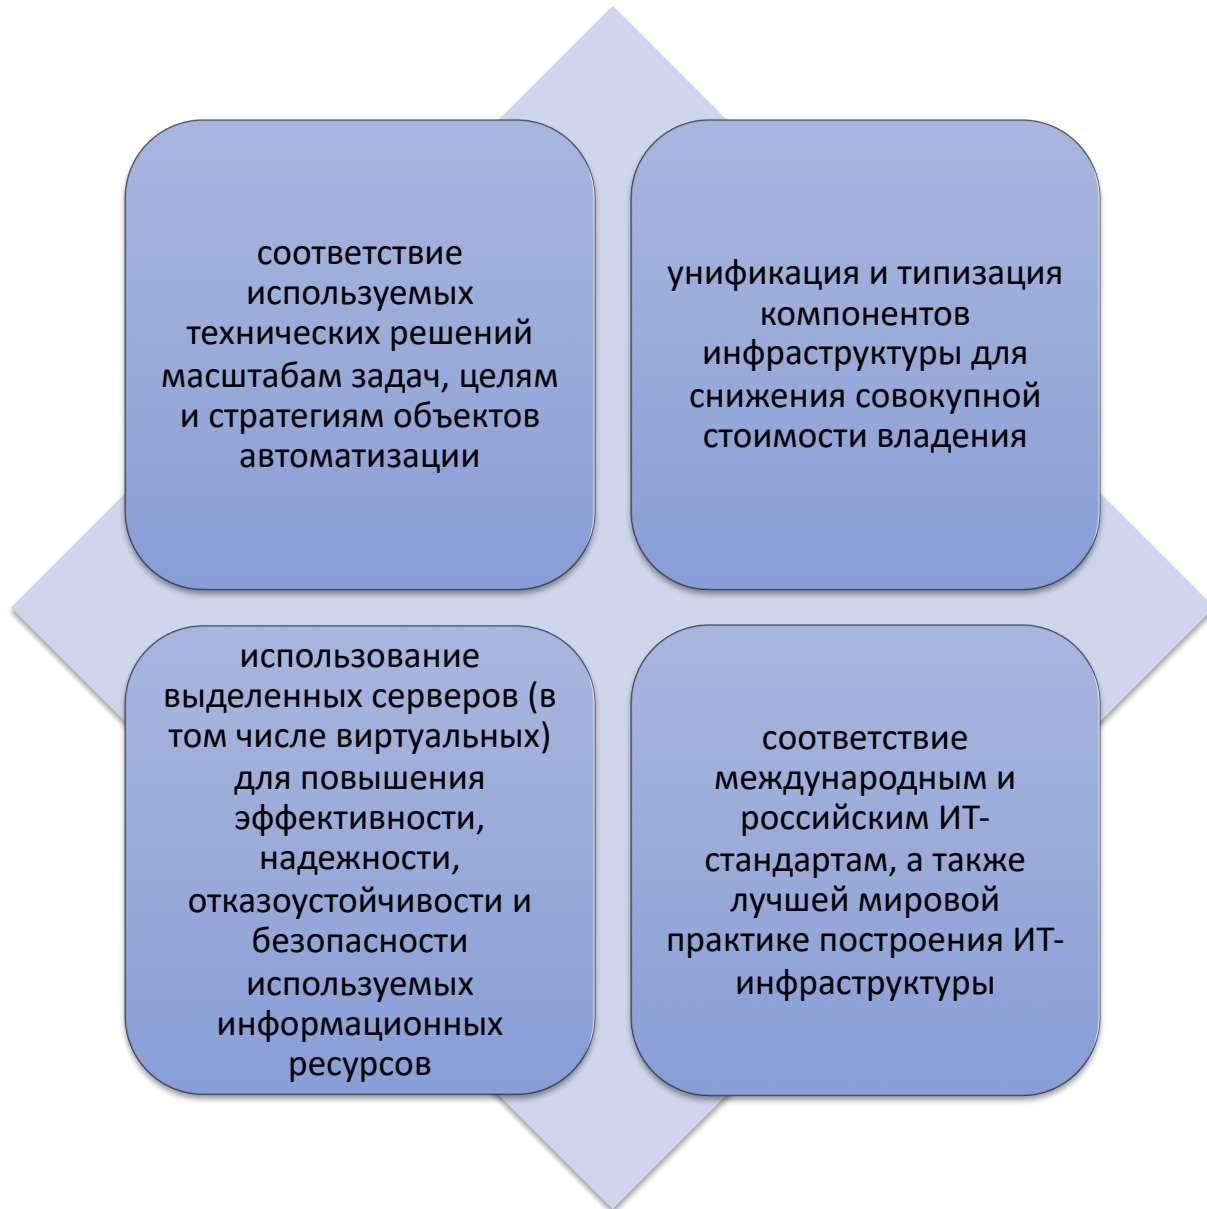 соответствие
используемых
технических решений
масштабам задач, целям
и стратегиям объектов
автоматизации
унификация и типизация
компонентов
инфраструктуры для
снижения совокупной
стоимости владения
использование
выделенных серверов (в
том числе виртуальных)
для повышения
эффективности,
надежности,
отказоустойчивости и
безопасности
используемых
информационных
ресурсов
соответствие
международным и
российским ИТ-
стандартам, а также
лучшей мировой
практике построения ИТ-
инфраструктуры